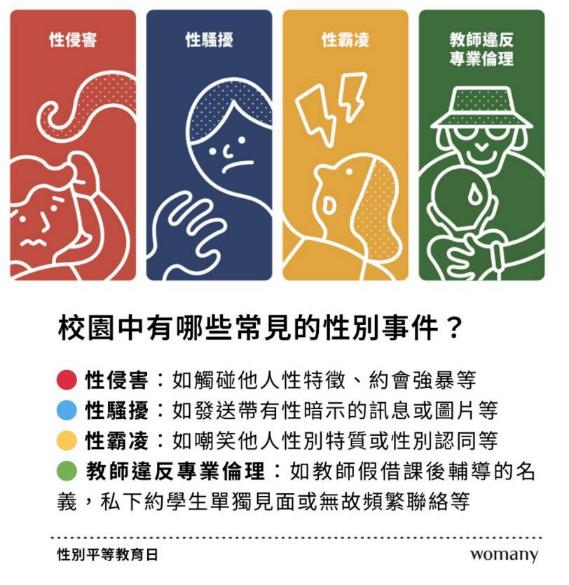 性侵害
性騷擾
性霸凌
教師違反
專業倫理
校園中有哪些常見的性別事件？
性侵害：如觸碰他人性特徵、約會強暴等
性騷擾：如發送帶有性暗示的訊息或圖片等
性霸凌：如嘲笑他人性別特質或性別認同等
教師違反專業倫理：如教師假借課後輔導的名
義，私下約學生單獨見面或無故頻繁聯絡等
性別平等教育日
womany